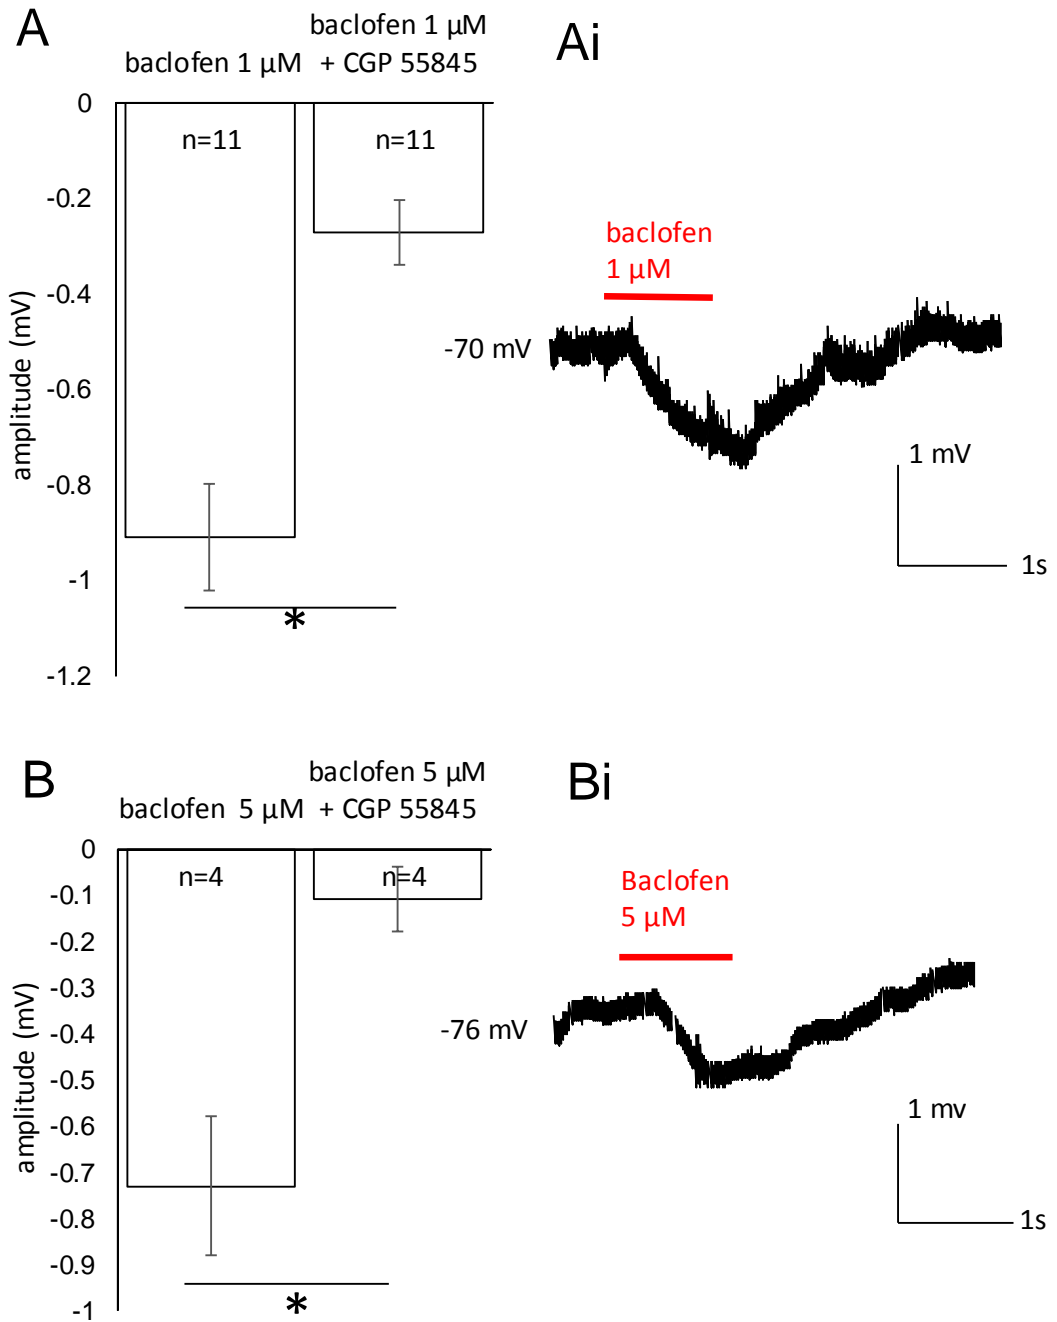 A
baclofen 1 µM
baclofen 1 µM
+ CGP 55845
0
-0.2
-0.4
-0.6
-0.8
-1
-1.2
amplitude (mV)
n=11
n=11
*
Ai
baclofen
1 µM
-70 mV
1 mV
1s
B
baclofen 5 µM
baclofen 5 µM
+ CGP 55845
0
-0.1
-0.2
-0.3
-0.4
-0.5
-0.6
-0.7
-0.8
-0.9
-1
amplitude (mV)
n=4
n=4
*
Bi
Baclofen
5 µM
-76 mV
1 mv
1s